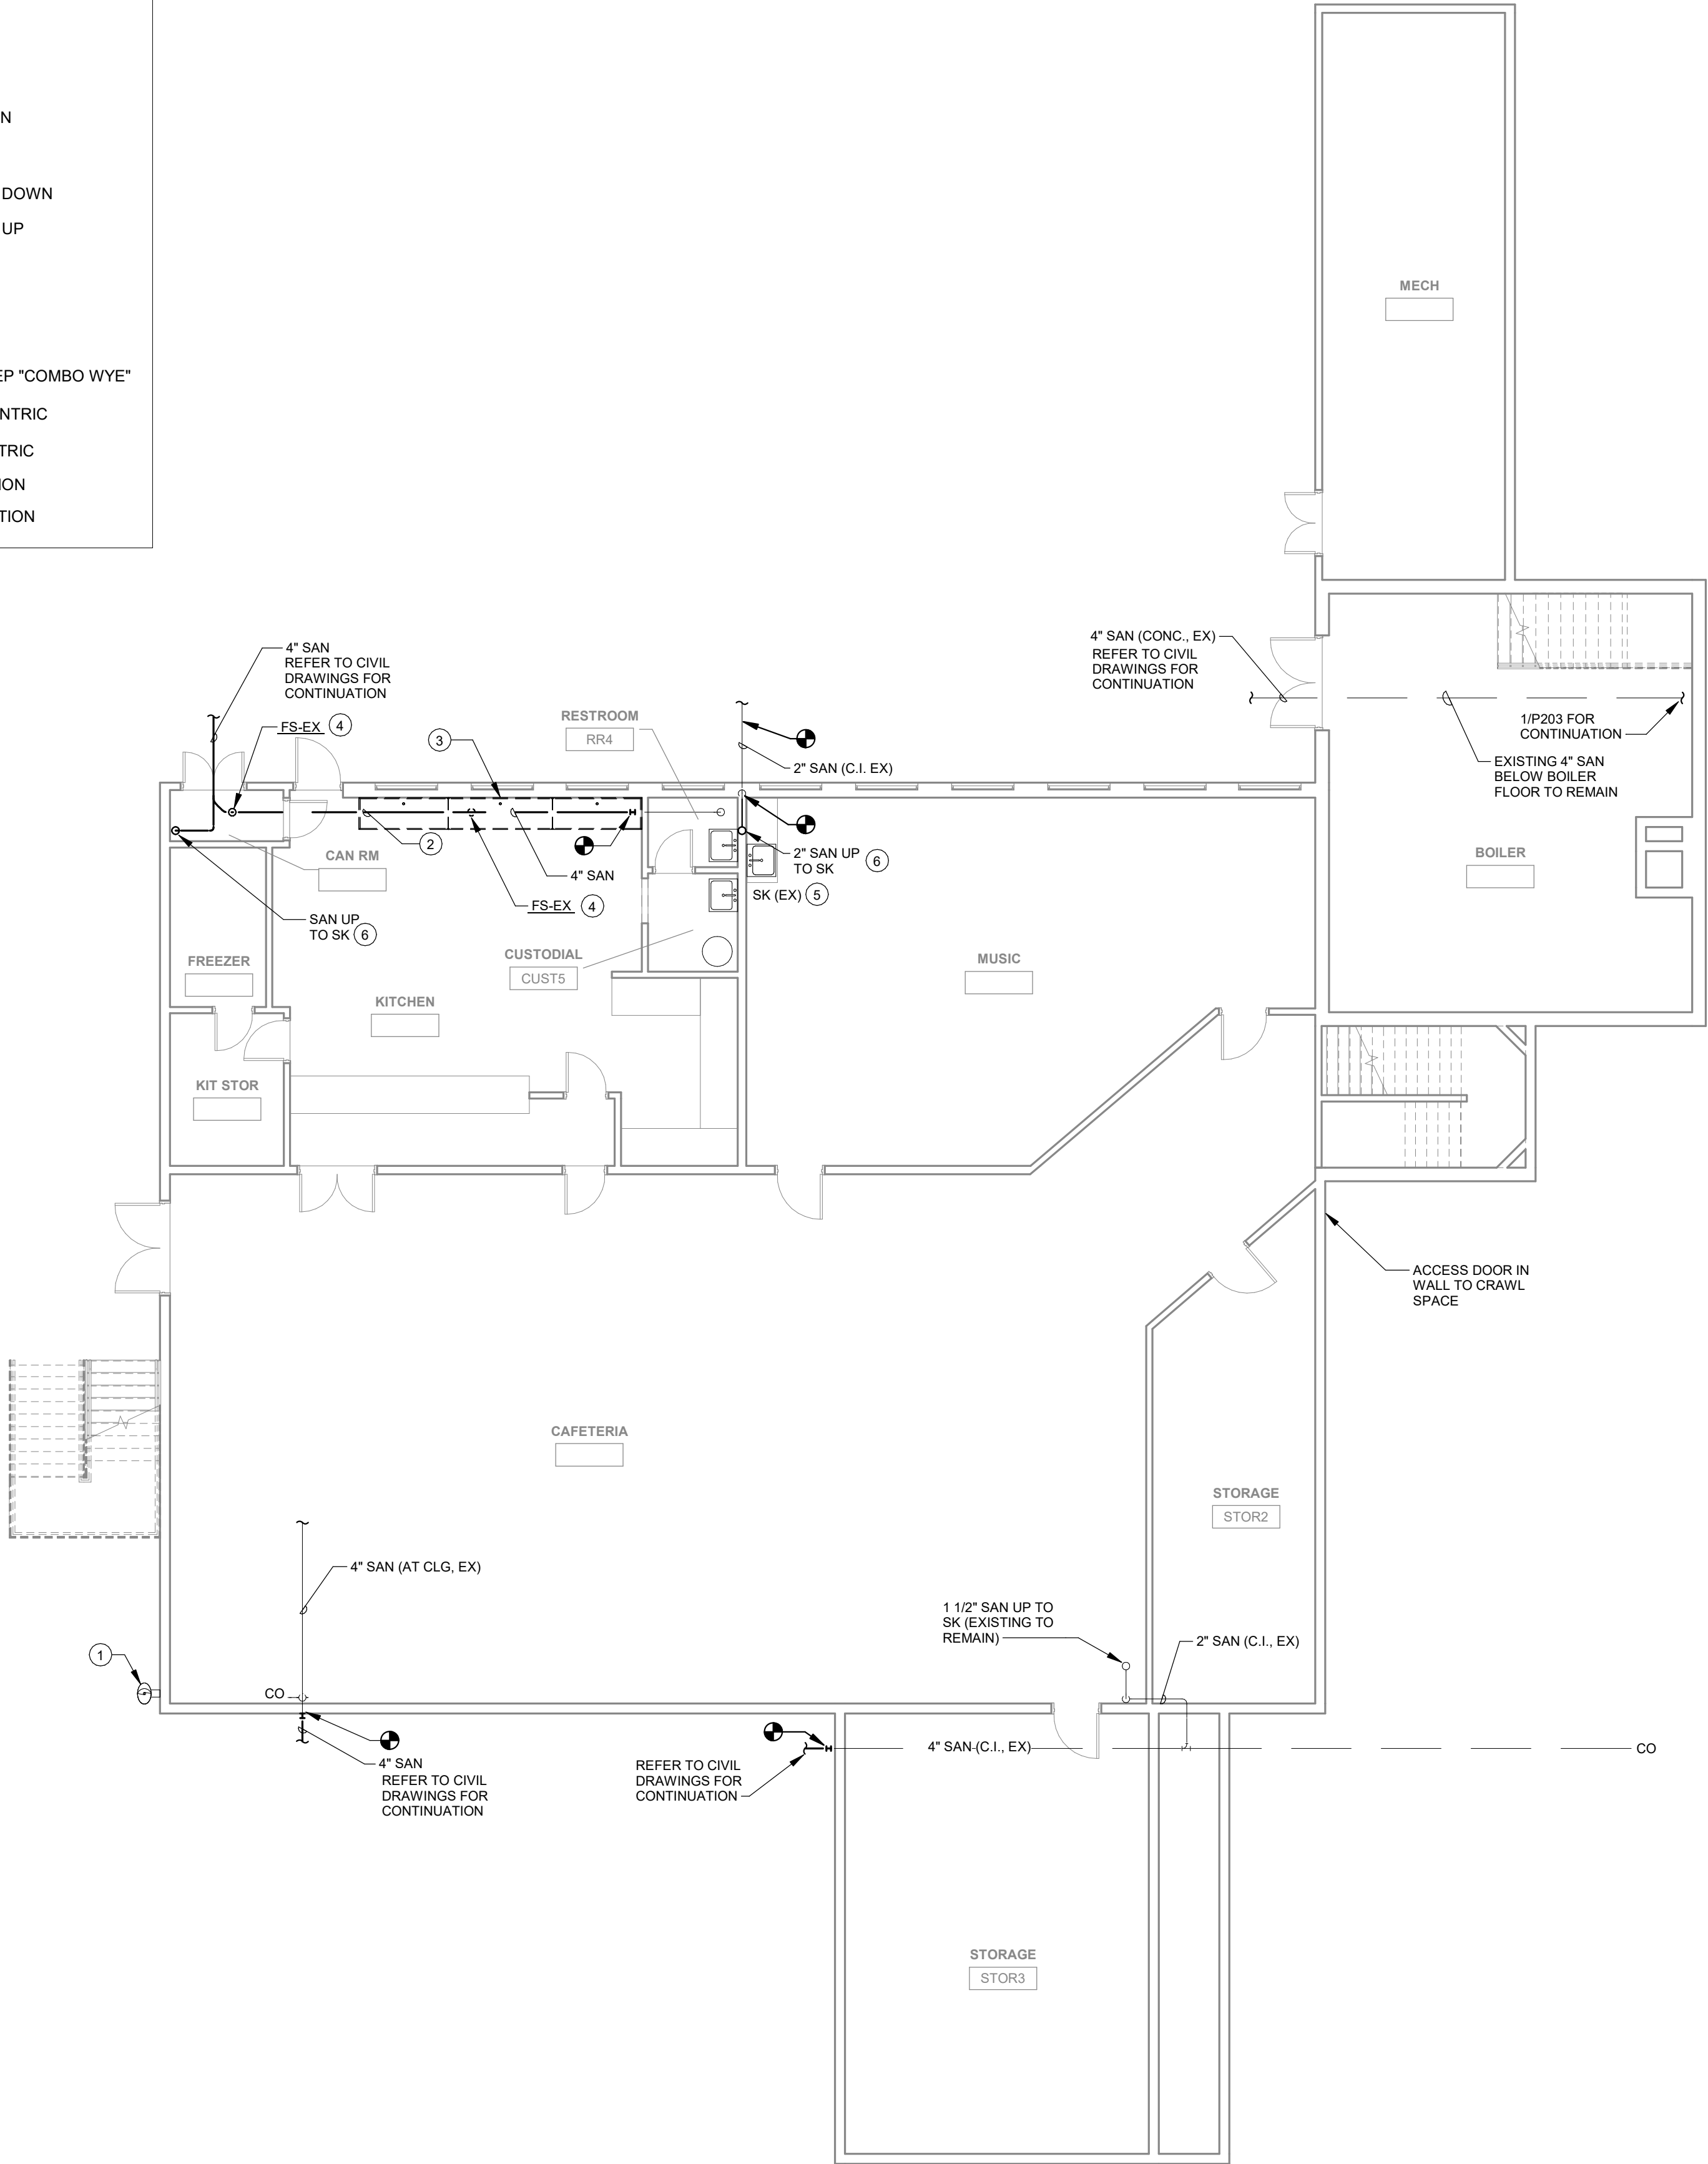 N
DOWN
UP
EP "COMBO WYE"
NTRIC
TRIC
ION
TION
MECH
4" SAN
REFER TO CIVIL
DRAWINGS FOR
CONTINUATION
FS-EX 4
3
RESTROOM
RR4
2" SAN (C.I. EX)
4" SAN (CONC., EX)
REFER TO CIVIL
DRAWINGS FOR
CONTINUATION
1/P203 FOR
CONTINUATION
EXISTING 4" SAN
BELOW BOILER
FLOOR TO REMAIN
CAN RM
2
4" SAN
FS-EX 4
2" SAN UP
TO SK 6
SK (EX) 5
BOILER
SAN UP
TO SK 6
FREEZER
CUSTODIAL
CUST5
MUSIC
KITCHEN
KIT STOR
ACCESS DOOR IN
WALL TO CRAWL
SPACE
CAFETERIA
STORAGE
STOR2
4" SAN (AT CLG, EX)
1 1/2" SAN UP TO
SK (EXISTING TO
REMAIN)
2" SAN (C.I., EX)
1
CO
4" SAN
REFER TO CIVIL
DRAWINGS FOR
CONTINUATION
REFER TO CIVIL
DRAWINGS FOR
CONTINUATION
4" SAN (C.I., EX)
CO
STORAGE
STOR3